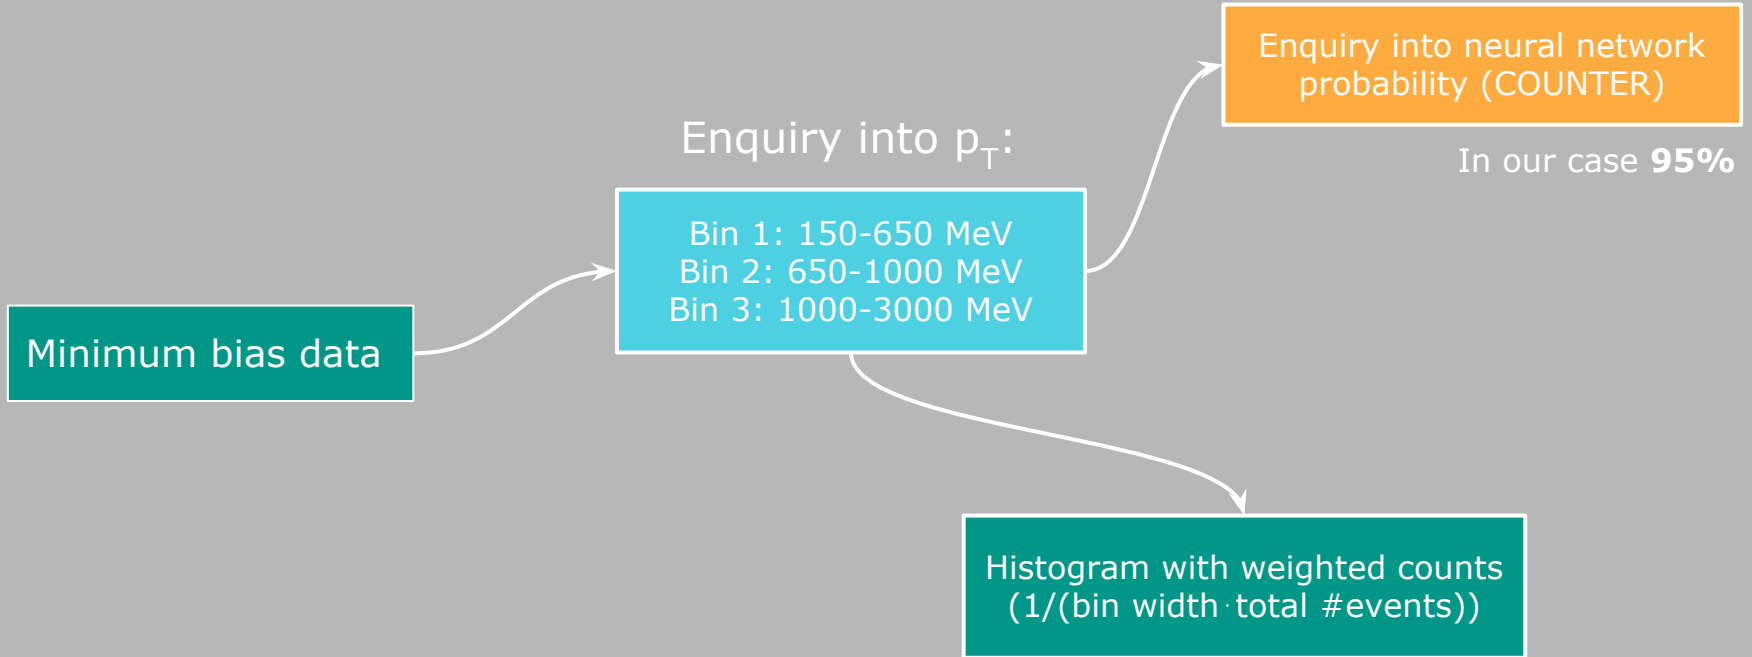 Enquiry into neural network
probability (COUNTER)
In our case 95%
Enquiry into pT:
Bin 1: 150-650 MeV
Bin 2: 650-1000 MeV
Bin 3: 1000-3000 MeV
Minimum bias data
Histogram with weighted counts
(1/(bin width·total #events))